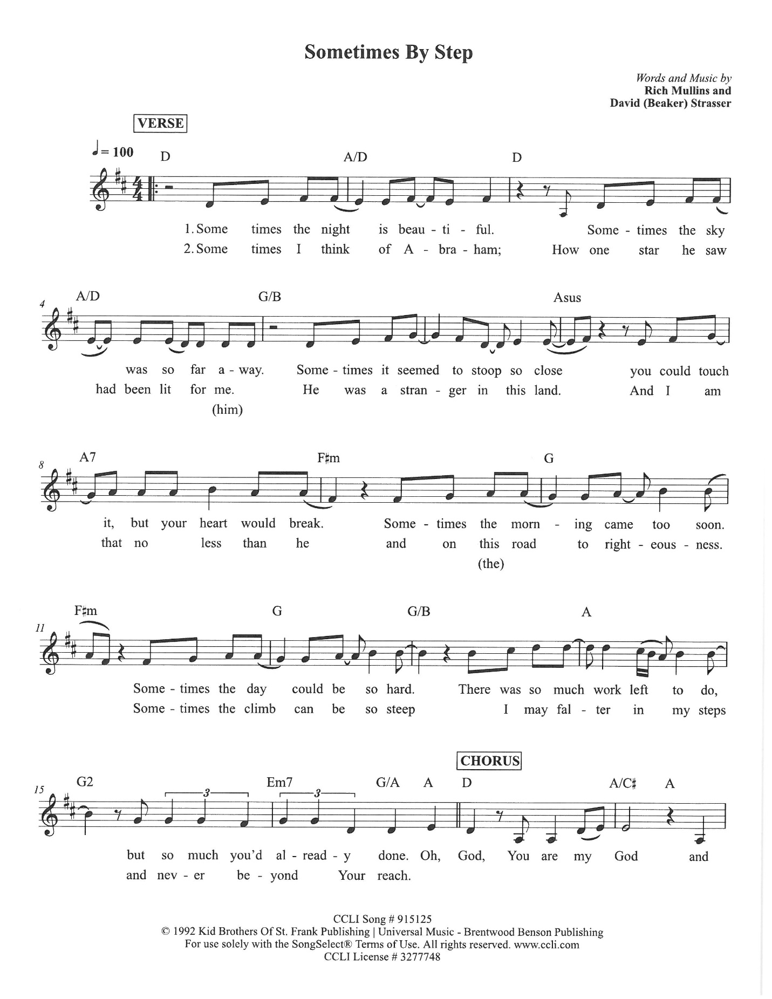 Sometimes By Step
Words and Music by
Rich Mullins and
David (Beaker) Strasser
VERSE
= 100
D A/D D
4
4
1. Some times the night is beau - ti - ful. Some - times the sky
2. Some times I think of A - bra - ham; How one star he saw
A/D G/B Asus
4
was so far a - way. Some - times it seemed to stoop so close you could touch
had been lit for me. He was a stran - ger in this land. And I am
(him)
A7 F♯m G
8
it, but your heart would break. Some - times the morn - ing came too soon.
that no less than he and on this road to right - eous - ness.
(the)
F♯m G G/B A
11
Some - times the day could be so hard. There was so much work left to do,
Some - times the climb can be so steep I may fal - ter in my steps
CHORUS
G2 Em7 G/A A D A/C♯ A
15
3 3
but so much you'd al - read - y done. Oh, God, You are my God and
and nev - er be - yond Your reach.
CCLI Song # 915125
© 1992 Kid Brothers Of St. Frank Publishing | Universal Music - Brentwood Benson Publishing
For use solely with the SongSelect® Terms of Use. All rights reserved. www.ccli.com
CCLI License # 3277748